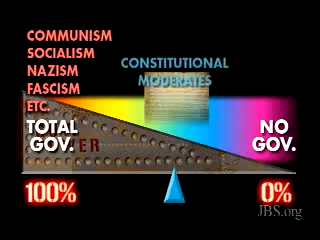 COMMUNISM
SOCIALISM
NAZISM
FASCISM
ETC.
CONSTITUTIONAL
MODERATES
TOTAL
GOV.
NO
GOV.
100%
0%
JBS.org